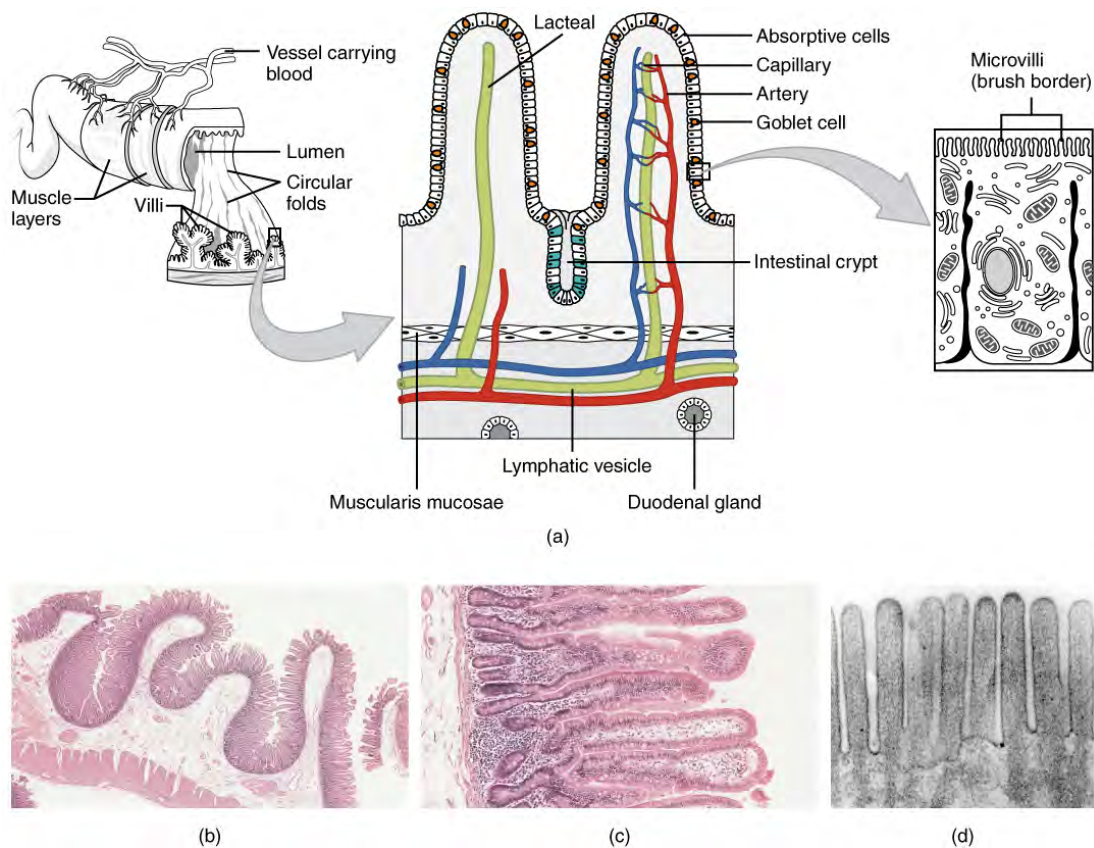 Vessel carrying
blood
Lumen
Circular
folds
Muscle
layers
Villi
Lacteal
Absorptive cells
Capillary
Artery
Goblet cell
Intestinal crypt
Lymphatic vesicle
Muscularis mucosae
Duodenal gland
Microvilli
(brush border)
(a)
(b)
(c)
(d)